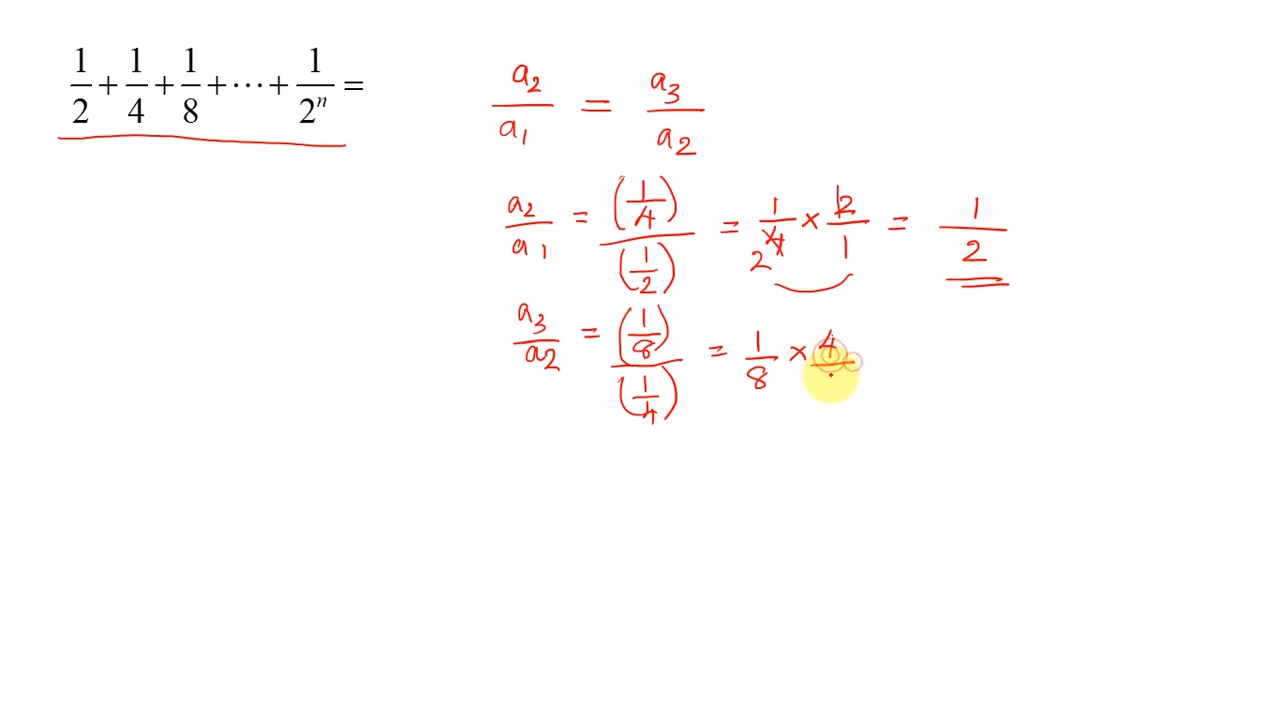 1/2 + 1/4 + 1/8 + ⋯ + 1/2ⁿ =
a₂/a₁ = a₃/a₂
a₂/a₁ = (1/4)/(1/2) = 1/4 2 × 2/1 = 1/2
a₃/a₂ = (1/8)/(1/4) = 1/8 × 4/